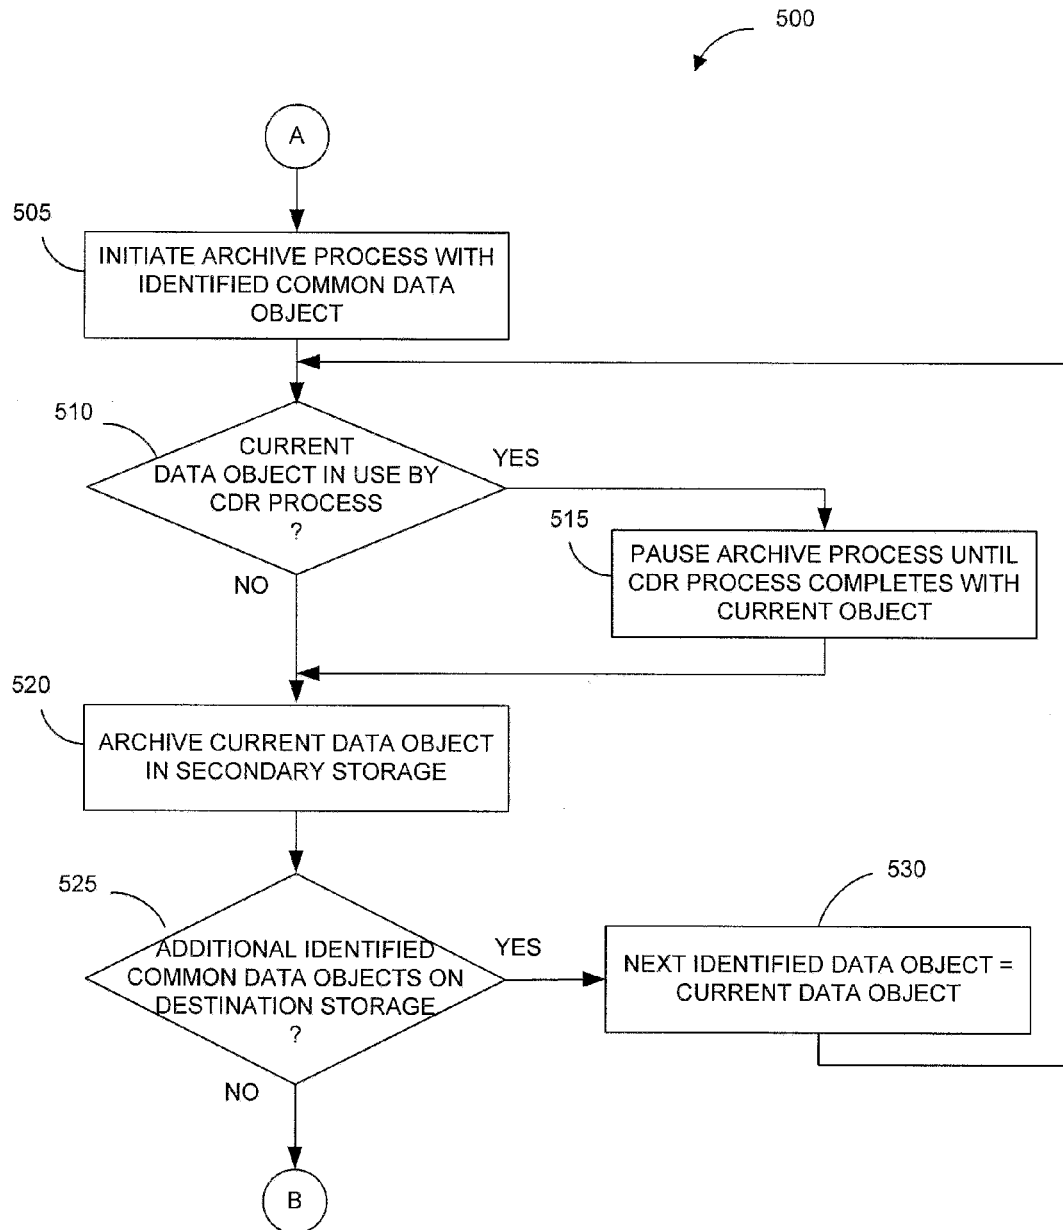 500
A
505
INITIATE ARCHIVE PROCESS WITH
IDENTIFIED COMMON DATA
OBJECT
510
CURRENT
DATA OBJECT IN USE BY
CDR PROCESS
?
YES
NO
515
PAUSE ARCHIVE PROCESS UNTIL
CDR PROCESS COMPLETES WITH
CURRENT OBJECT
520
ARCHIVE CURRENT DATA OBJECT
IN SECONDARY STORAGE
525
ADDITIONAL IDENTIFIED
COMMON DATA OBJECTS ON
DESTINATION STORAGE
?
YES
NO
530
NEXT IDENTIFIED DATA OBJECT =
CURRENT DATA OBJECT
B